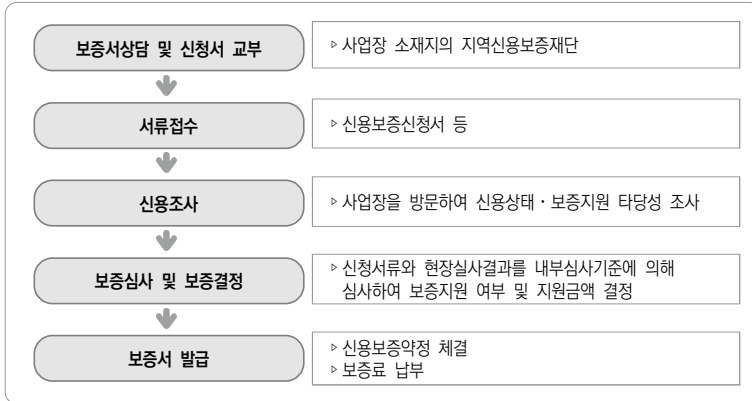 보증서상담 및 신청서 교부
▹사업장 소재지의 지역신용보증재단
서류접수
▹신용보증신청서 등
신용조사
▹사업장을 방문하여 신용상태・보증지원 타당성 조사
보증심사 및 보증결정
▹신청서류와 현장실사결과를 내부심사기준에 의해
심사하여 보증지원 여부 및 지원금액 결정
보증서 발급
▹신용보증약정 체결
▹보증료 납부